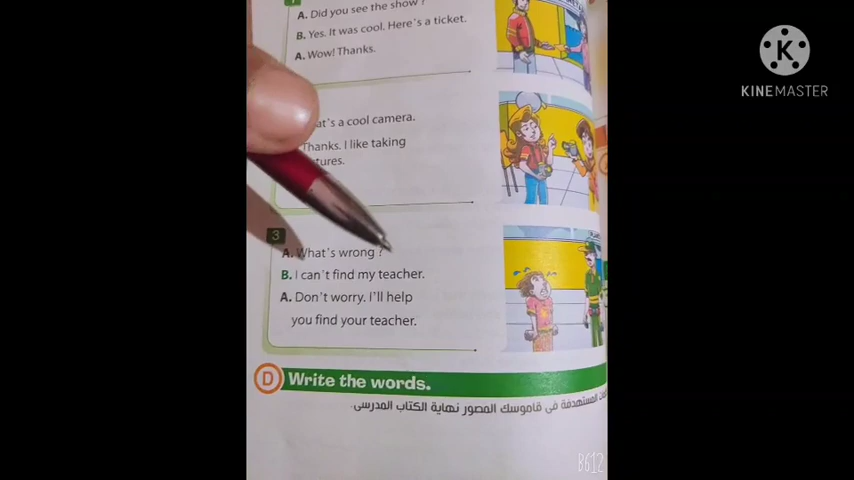 A. Did you see the show ?
B. Yes. It was cool. Here's a ticket.
A. Wow! Thanks.
at's a cool camera.
Thanks. I like taking
tures.
3
A. What's wrong ?
B. I can't find my teacher.
A. Don't worry. I'll help
you find your teacher.
D Write the words.
المستهدفة في قاموسك المصور نهاية الكتاب المدرسى.
K
KINEMASTER
B612